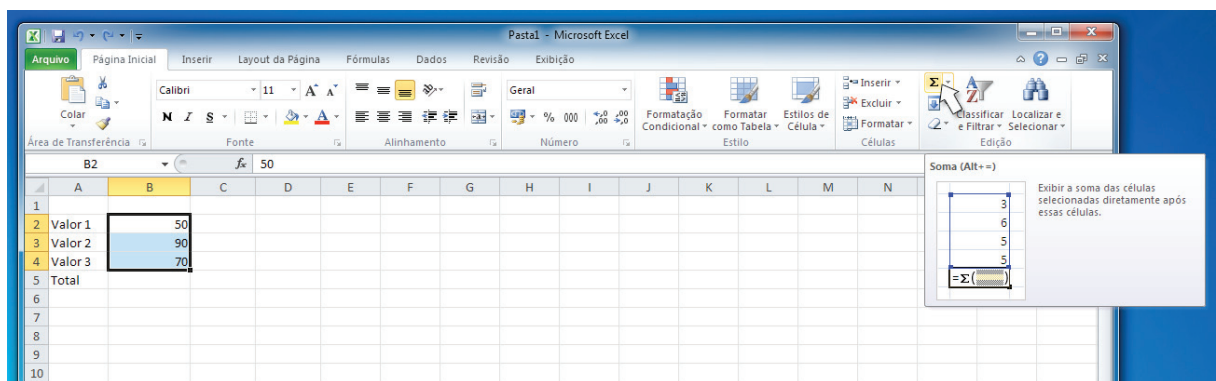 Pasta1 - Microsoft Excel
Arquivo Página Inicial Inserir Layout da Página Fórmulas Dados Revisão Exibição
Colar
Calibri 11 A A
N I S A
Geral
% 000 ,00 ,00
Formatação Condicional
Formatar como Tabela
Estilos de Célula
Inserir
Excluir
Formatar
Σ
Classificar e Filtrar
Localizar e Selecionar
Área de Transferência Fonte Alinhamento Número Estilo Células Edição
B2 fx 50
A B C D E F G H I J K L M N
1
2 Valor 1 50
3 Valor 2 90
4 Valor 3 70
5 Total
6
7
8
9
10
Soma (Alt+=)
3
6
5
5
=Σ( )
Exibir a soma das células
selecionadas diretamente após
essas células.